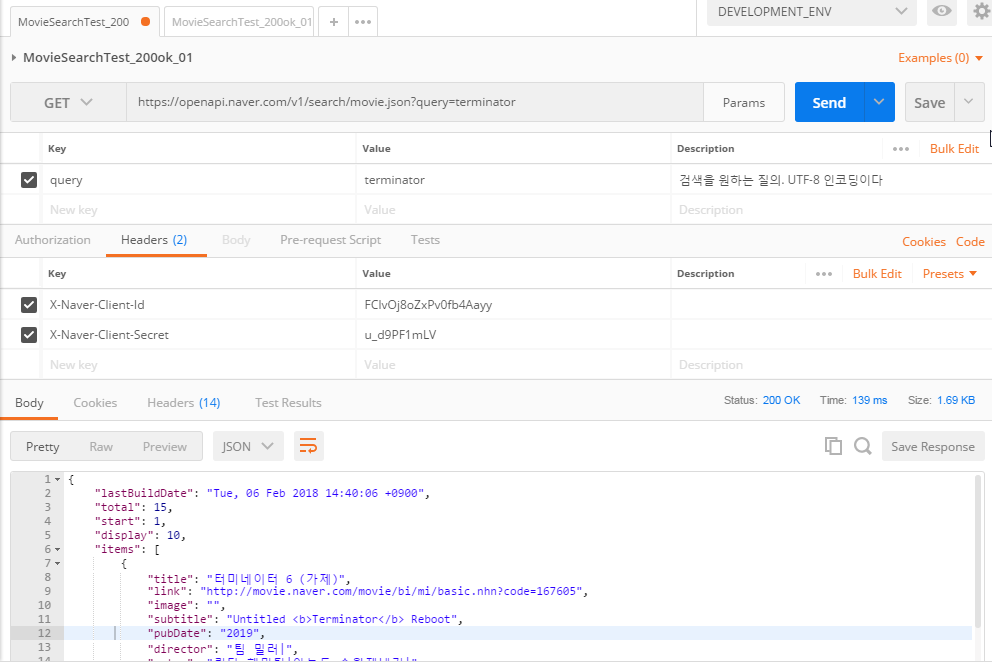 MovieSearchTest_200
MovieSearchTest_200ok_01
+
DEVELOPMENT_ENV
MovieSearchTest_200ok_01
Examples (0)
GET
https://openapi.naver.com/v1/search/movie.json?query=terminator
Params
Send
Save
Key Value Description Bulk Edit
query terminator 검색을 원하는 질의. UTF-8 인코딩이다
New key Value Description
Authorization Headers (2) Body Pre-request Script Tests Cookies Code
Key Value Description Bulk Edit Presets
X-Naver-Client-Id FClvOj8oZxPv0fb4Aayy
X-Naver-Client-Secret u_d9PF1mLV
New key Value Description
Body Cookies Headers (14) Test Results Status: 200 OK Time: 139 ms Size: 1.69 KB
Pretty Raw Preview JSON Save Response
1 {
2 "lastBuildDate": "Tue, 06 Feb 2018 14:40:06 +0900",
3 "total": 15,
4 "start": 1,
5 "display": 10,
6 "items": [
7 {
8 "title": "터미네이터 6 (가제)",
9 "link": "http://movie.naver.com/movie/bi/mi/basic.nhn?code=167605",
10 "image": "",
11 "subtitle": "Untitled <b>Terminator</b> Reboot",
12 "pubDate": "2019",
13 "director": "팀 밀러|",
14